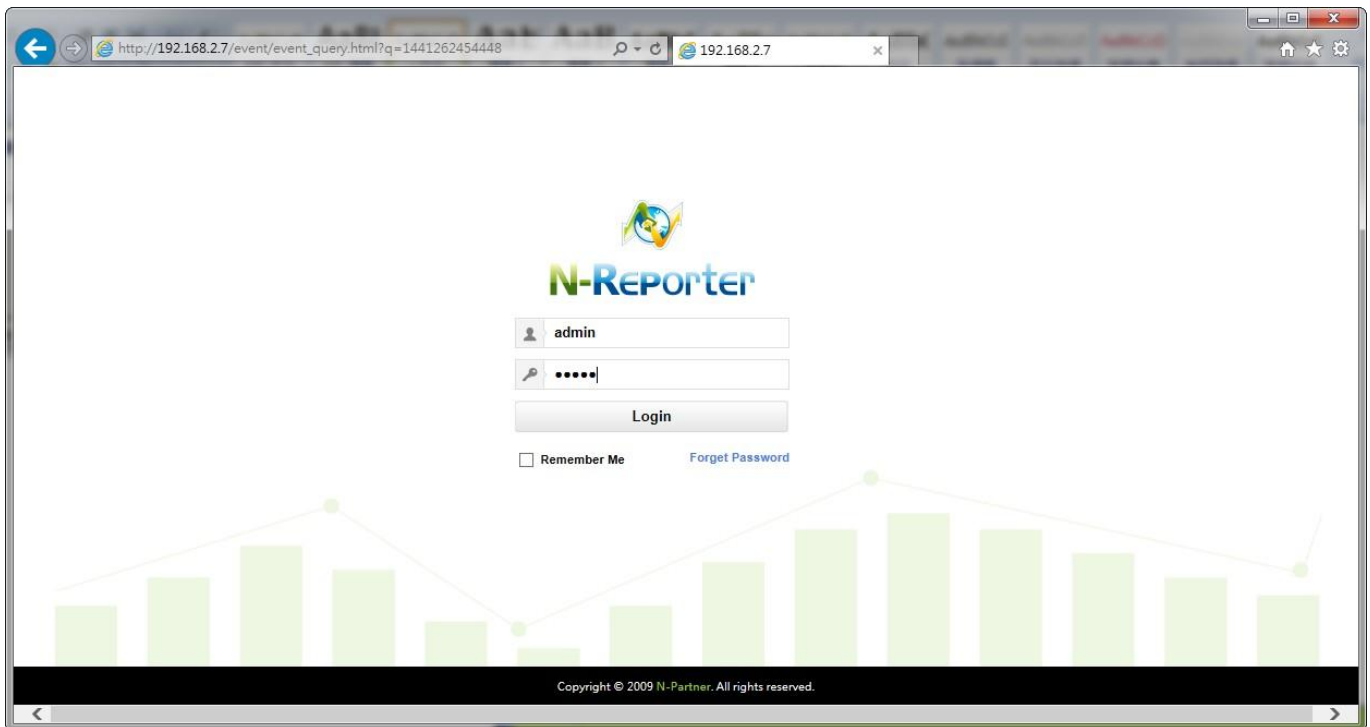 http://192.168.2.7/event/event_query.html?q=1441262454448
192.168.2.7
N-Reporter
admin
•••••
Login
Remember Me
Forget Password
Copyright © 2009 N-Partner. All rights reserved.